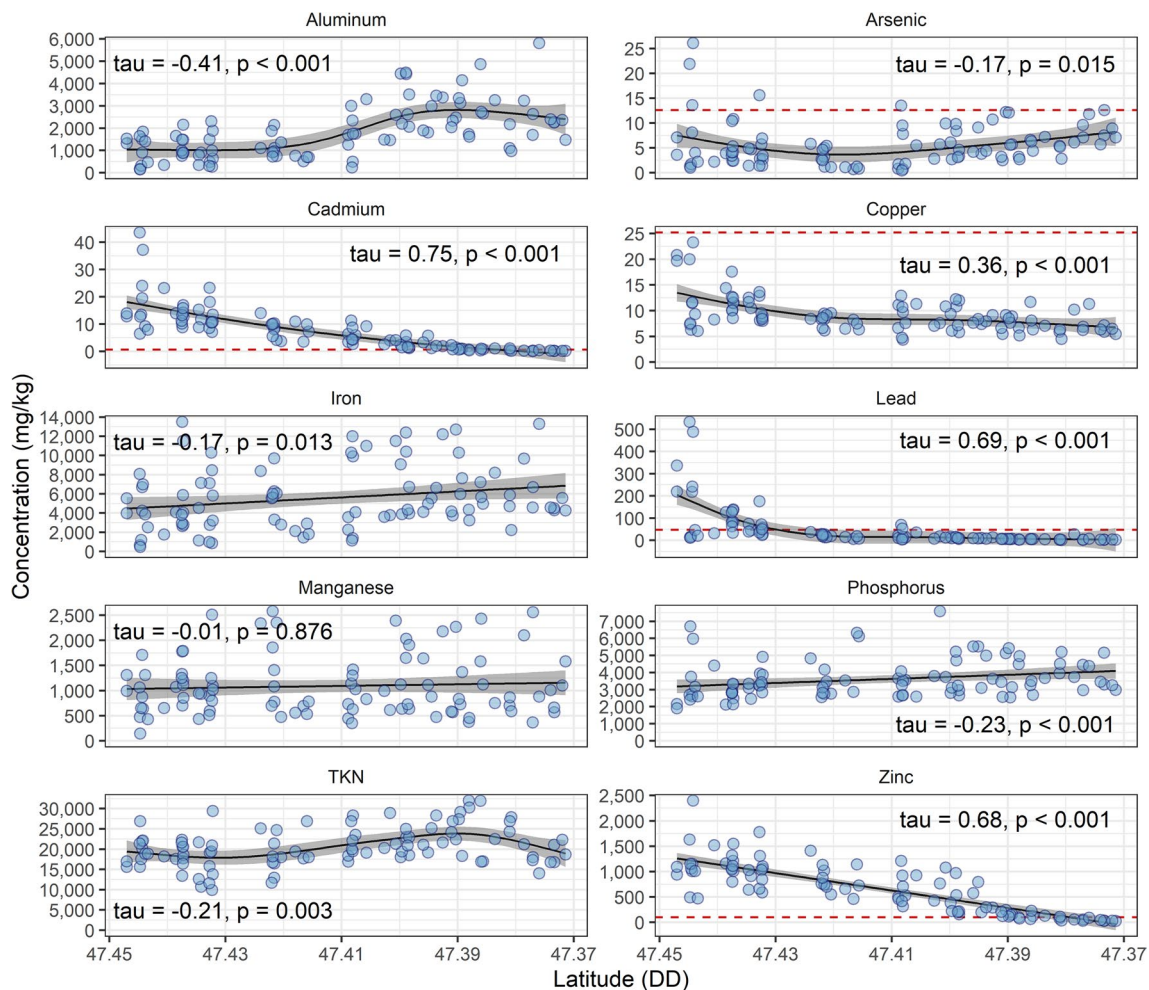 Aluminum
6,000
5,000
4,000
3,000
2,000
1,000
0
tau = -0.41, p < 0.001
Arsenic
25
20
15
10
5
0
tau = -0.17, p = 0.015
Cadmium
40
30
20
10
0
tau = 0.75, p < 0.001
Copper
25
20
15
10
5
0
tau = 0.36, p < 0.001
Concentration (mg/kg)
Iron
14,000
12,000
10,000
8,000
6,000
4,000
2,000
0
tau = -0.17, p = 0.013
Lead
500
400
300
200
100
0
tau = 0.69, p < 0.001
Manganese
2,500
2,000
1,500
1,000
500
0
tau = -0.01, p = 0.876
Phosphorus
7,000
6,000
5,000
4,000
3,000
2,000
1,000
0
tau = -0.23, p < 0.001
TKN
30,000
25,000
20,000
15,000
10,000
5,000
0
tau = -0.21, p = 0.003
47.45 47.43 47.41 47.39 47.37
Zinc
2,500
2,000
1,500
1,000
500
0
tau = 0.68, p < 0.001
47.45 47.43 47.41 47.39 47.37
Latitude (DD)